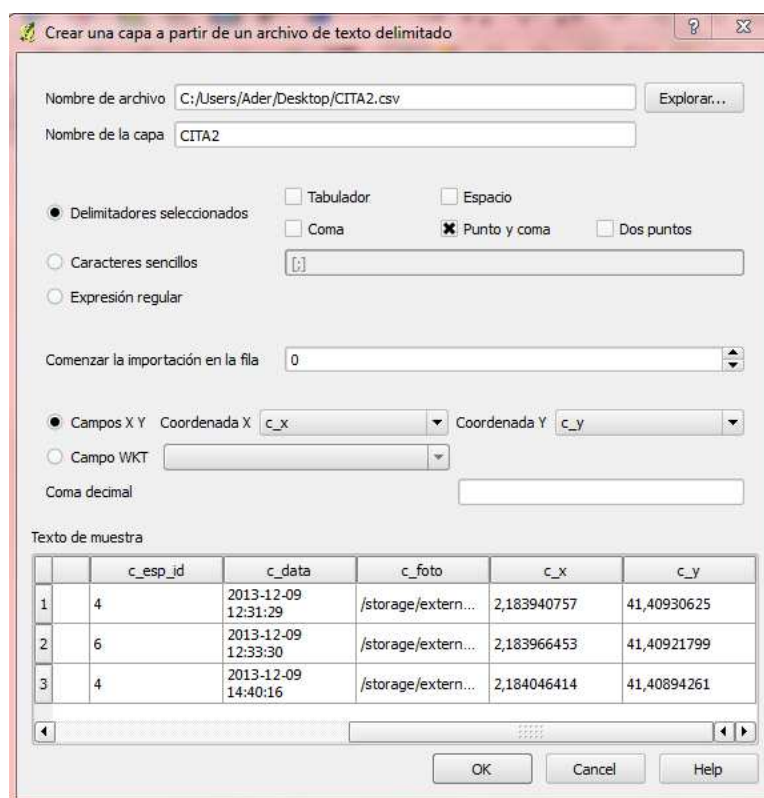 Crear una capa a partir de un archivo de texto delimitado
Nombre de archivo C:/Users/Ader/Desktop/CITA2.csv Explorar...
Nombre de la capa CITA2
Delimitadores seleccionados
Tabulador Espacio
Coma Punto y coma Dos puntos
Caracteres sencillos [;]
Expresión regular
Comenzar la importación en la fila 0
Campos X Y Coordenada X c_x Coordenada Y c_y
Campo WKT
Coma decimal
Texto de muestra
c_esp_id c_data c_foto c_x c_y
1 4 2013-12-09 12:31:29 /storage/extern... 2,183940757 41,40930625
2 6 2013-12-09 12:33:30 /storage/extern... 2,183966453 41,40921799
3 4 2013-12-09 14:40:16 /storage/extern... 2,184046414 41,40894261
OK Cancel Help